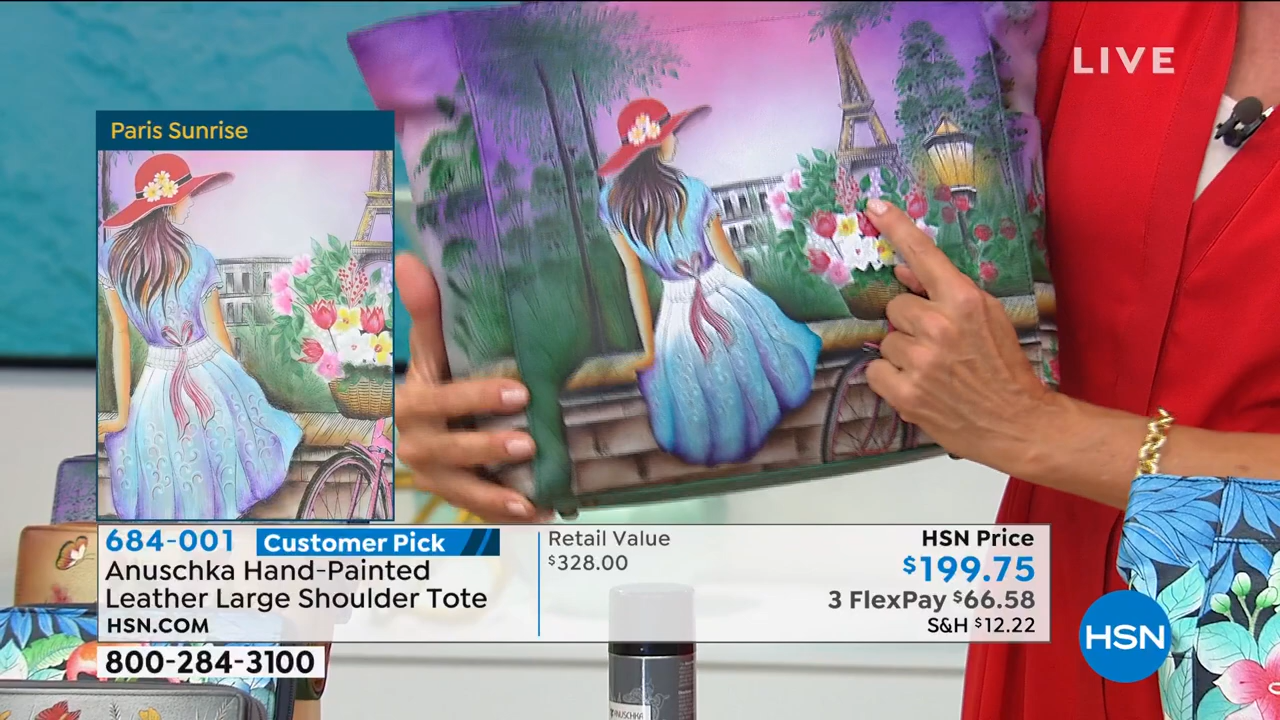 LIVE
Paris Sunrise
684-001 Customer Pick
Anuschka Hand-Painted
Leather Large Shoulder Tote
HSN.COM
Retail Value
$328.00
HSN Price
$199.75
3 FlexPay $66.58
S&H $12.22
HSN
800-284-3100
ANUSCHKA